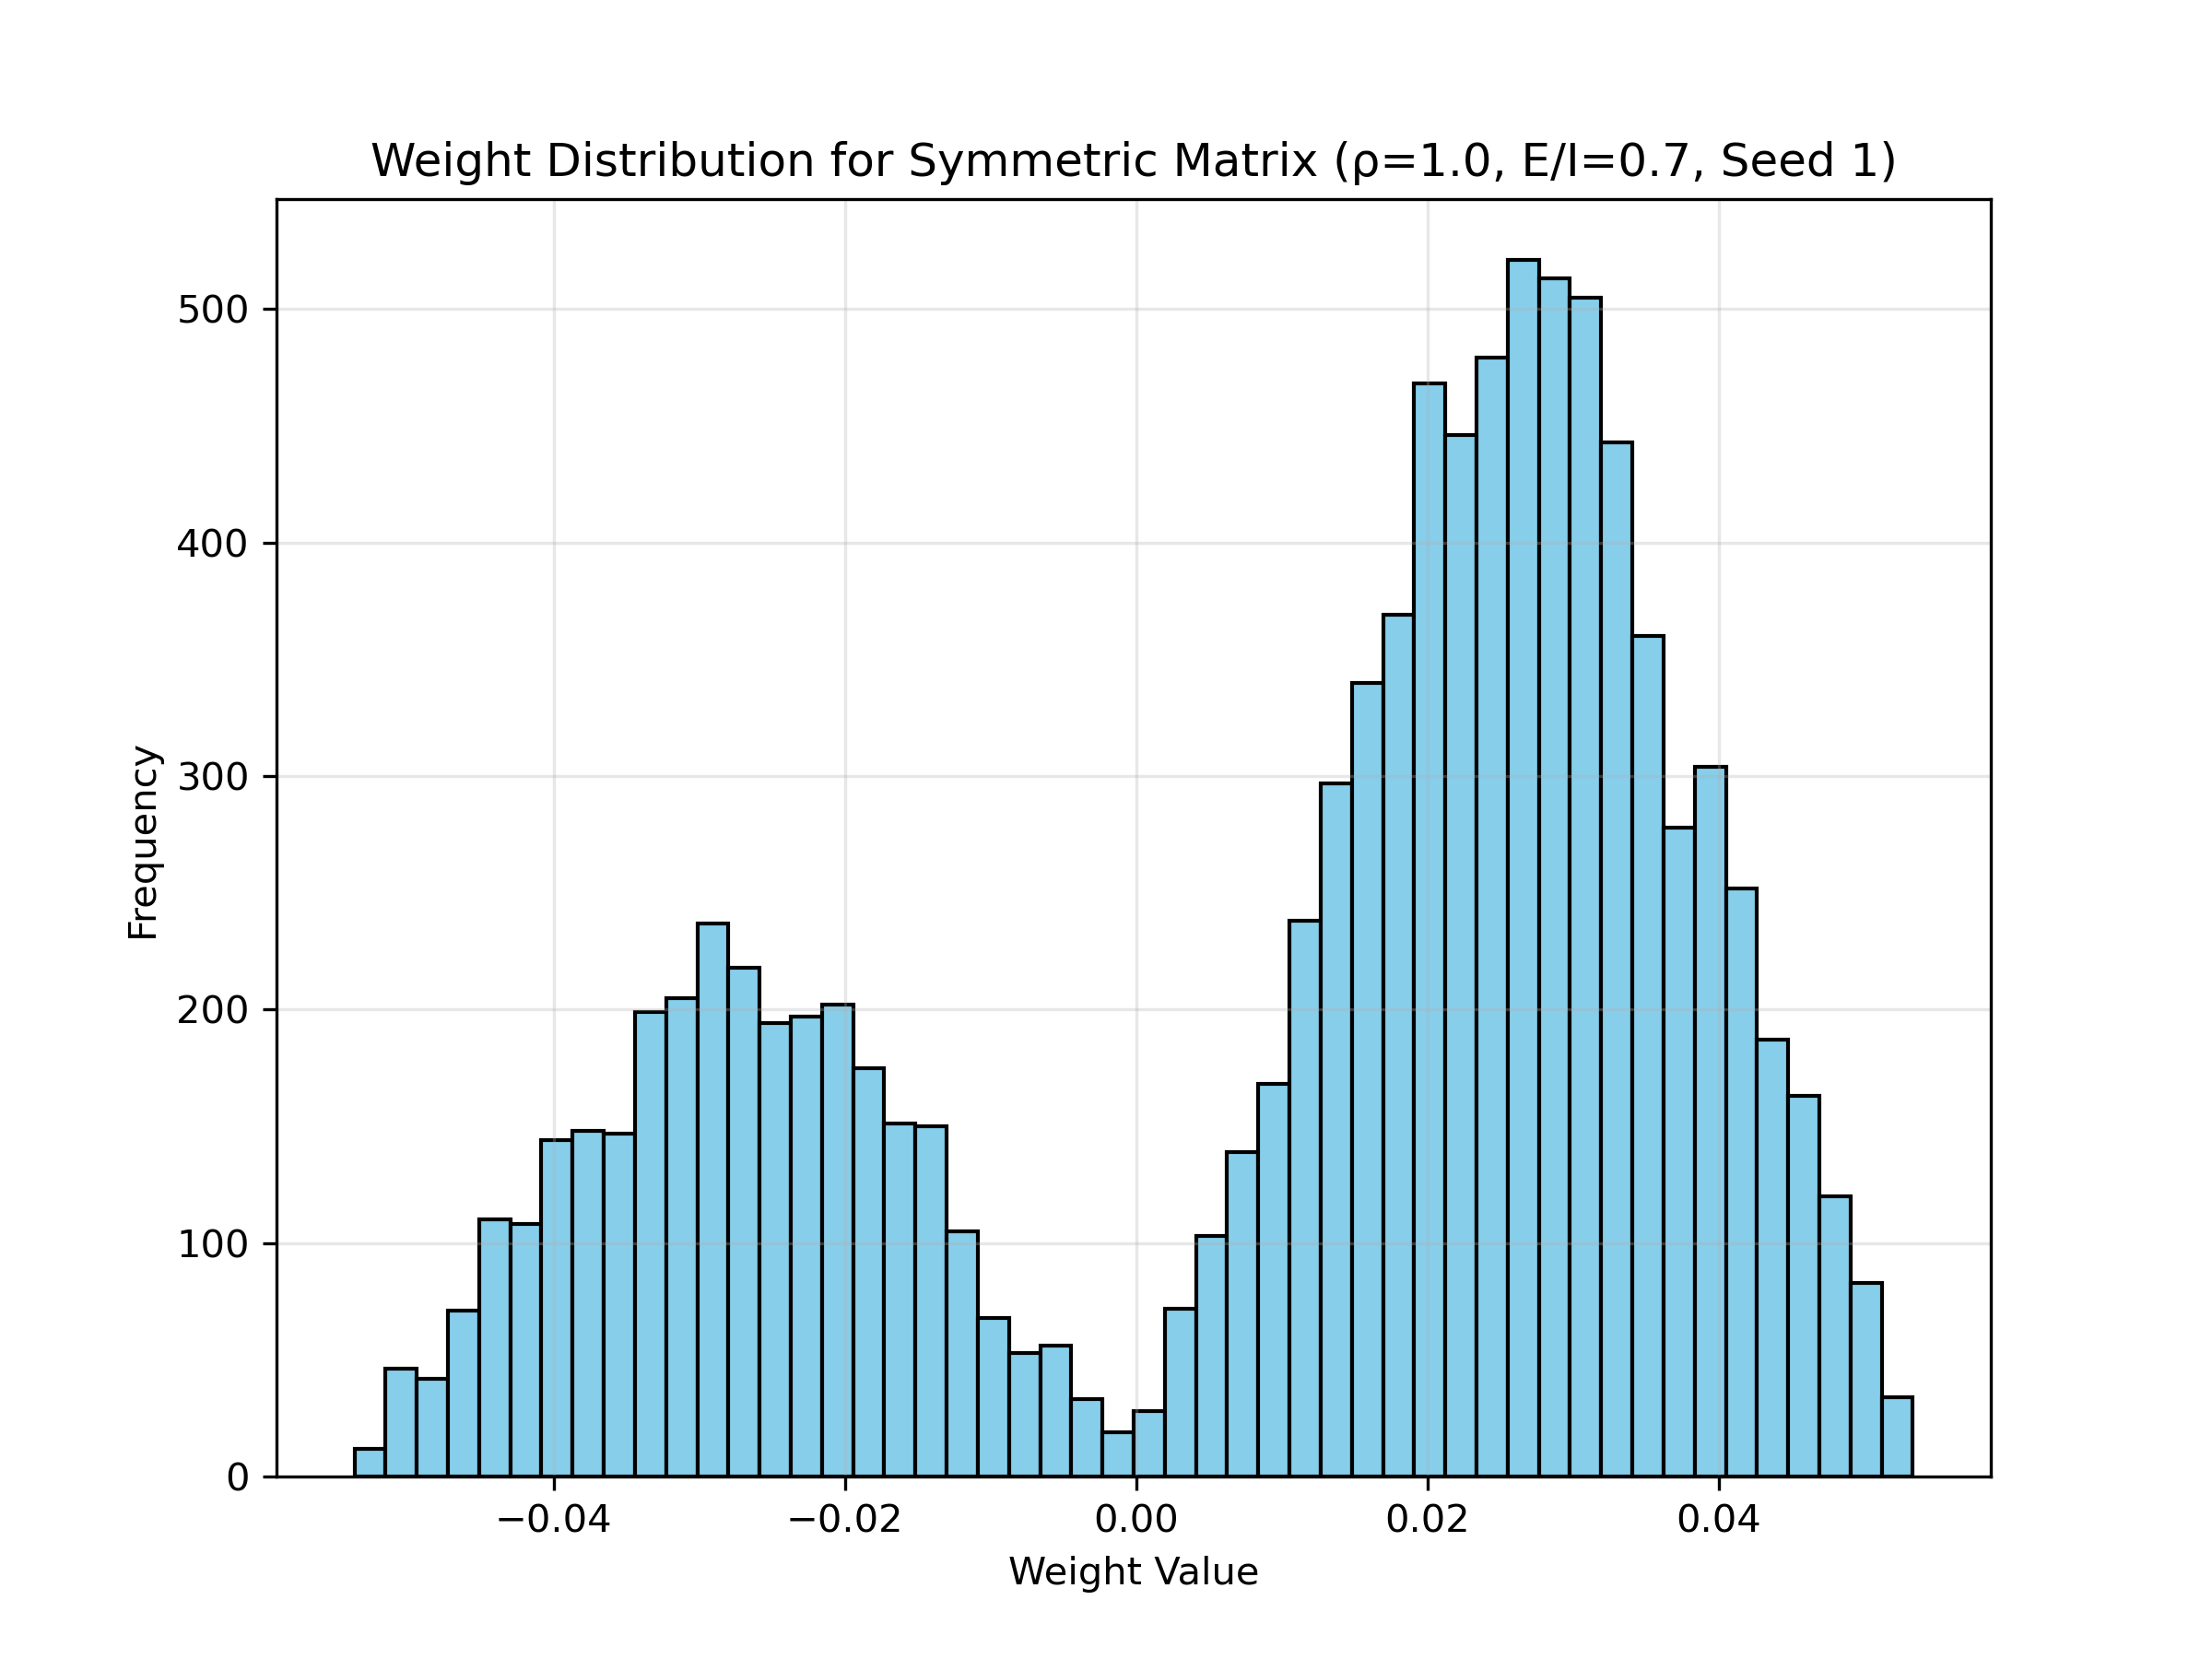 Weight Distribution for Symmetric Matrix (ρ=1.0, E/I=0.7, Seed 1)
Frequency
500
400
300
200
100
0
−0.04 −0.02 0.00 0.02 0.04
Weight Value